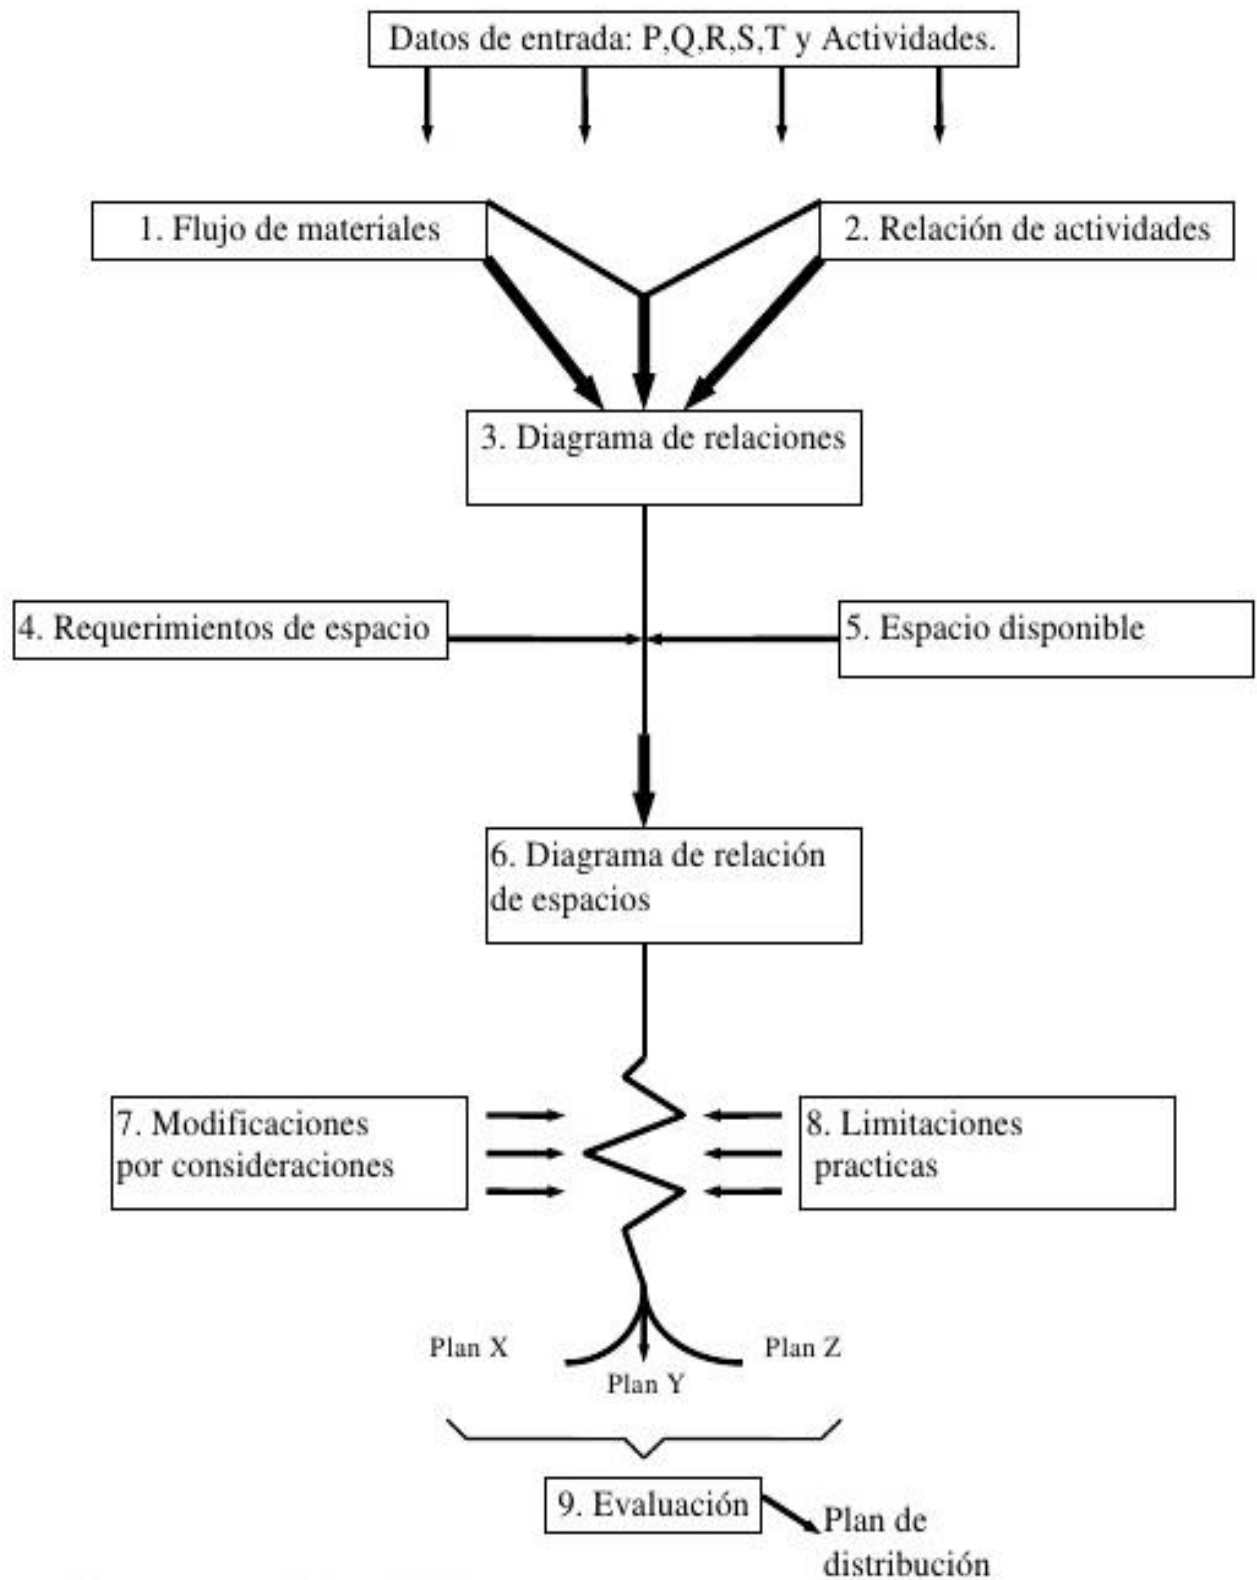 Datos de entrada: P,Q,R,S,T y Actividades.
1. Flujo de materiales
2. Relación de actividades
3. Diagrama de relaciones
4. Requerimientos de espacio
5. Espacio disponible
6. Diagrama de relación
de espacios
7. Modificaciones
por consideraciones
8. Limitaciones
practicas
Plan X
Plan Z
Plan Y
9. Evaluación
Plan de
distribución